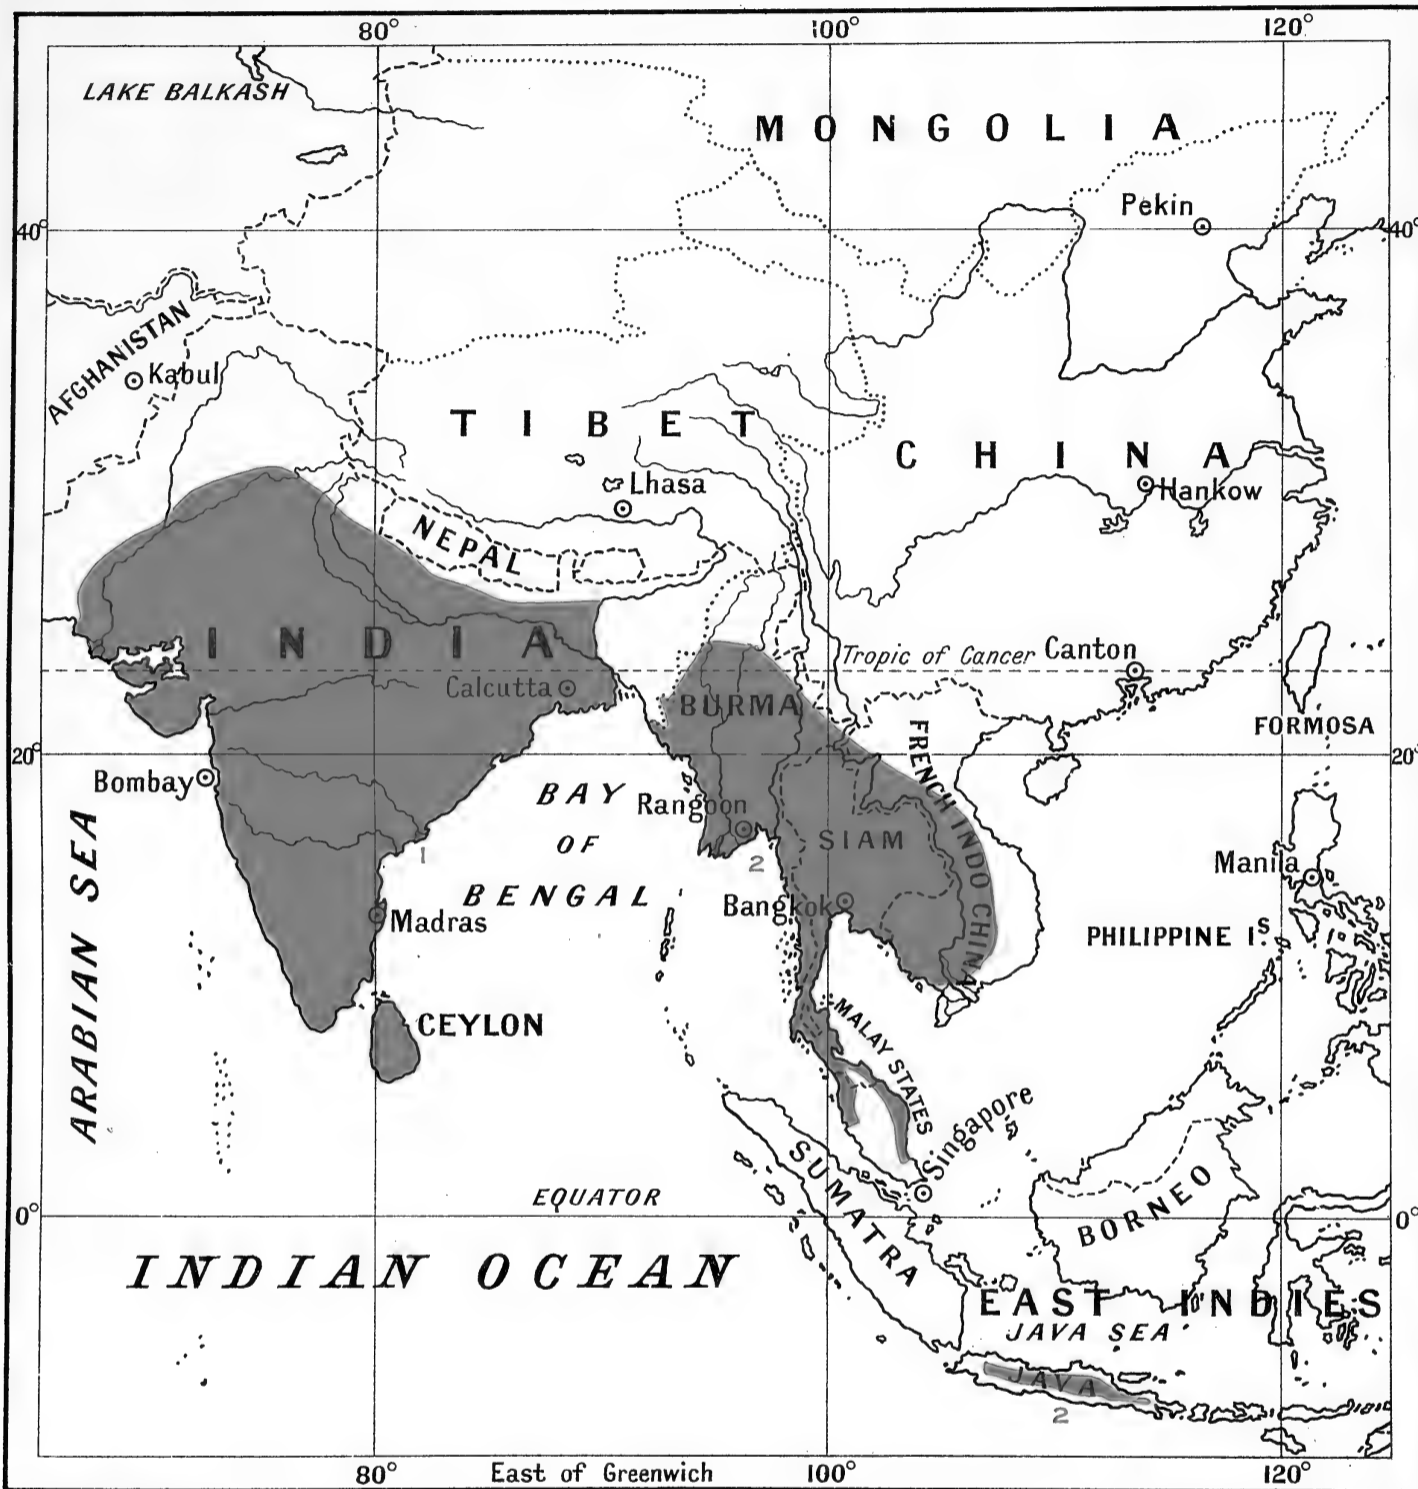 80° 100° 120°
LAKE BALKASH
MONGOLIA
Pekin
40° 40°
AFGHANISTAN
Kabul
TIBET
CHINA
Lhasa
Hankow
NEPAL
INDIA
Tropic of Cancer
Canton
Calcutta
BURMA
FORMOSA
FRENCH INDO CHINA
20° 20°
Bombay
BAY
OF
BENGAL
Rangoon
SIAM
1
2
Manila
ARABIAN SEA
Madras
Bangkok
PHILIPPINE IS.
CEYLON
MALAY STATES
Singapore
SUMATRA
BORNEO
EQUATOR
0° 0°
INDIAN OCEAN
EAST INDIES
JAVA SEA
JAVA
2
80° East of Greenwich 100° 120°